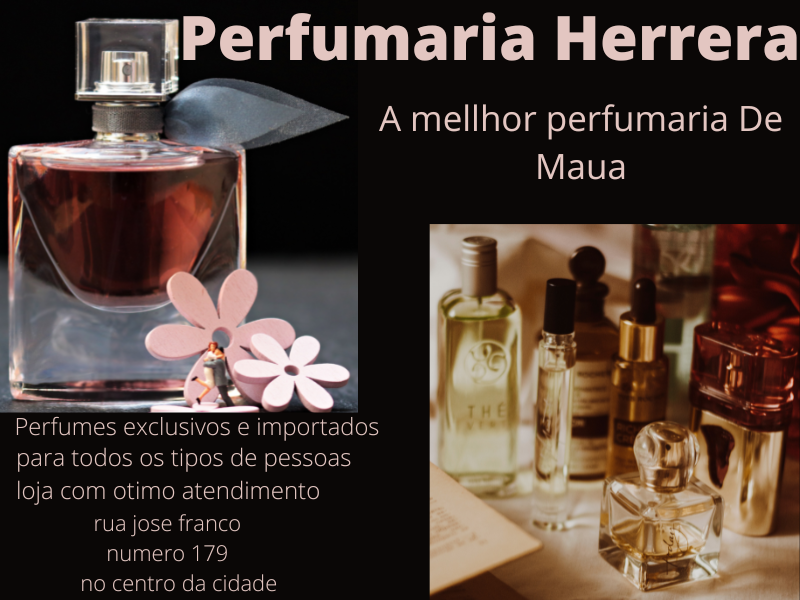 Perfumaria Herrera
A mellhor perfumaria De
Maua
Perfumes exclusivos e importados
para todos os tipos de pessoas
loja com otimo atendimento
rua jose franco
numero 179
no centro da cidade
THÉ